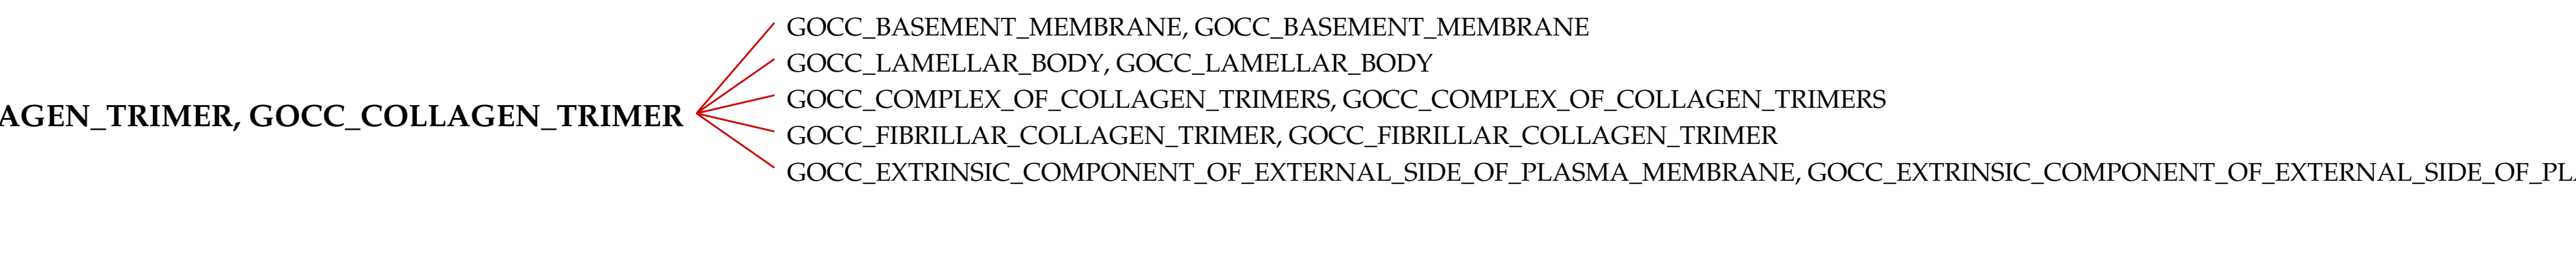 GOCC_BASEMENT_MEMBRANE, GOCC_BASEMENT_MEMBRANE
GOCC_LAMELLAR_BODY, GOCC_LAMELLAR_BODY
GOCC_COMPLEX_OF_COLLAGEN_TRIMERS, GOCC_COMPLEX_OF_COLLAGEN_TRIMERS
AGEN_TRIMER, GOCC_COLLAGEN_TRIMER
GOCC_FIBRILLAR_COLLAGEN_TRIMER, GOCC_FIBRILLAR_COLLAGEN_TRIMER
GOCC_EXTRINSIC_COMPONENT_OF_EXTERNAL_SIDE_OF_PLASMA_MEMBRANE, GOCC_EXTRINSIC_COMPONENT_OF_EXTERNAL_SIDE_OF_PL